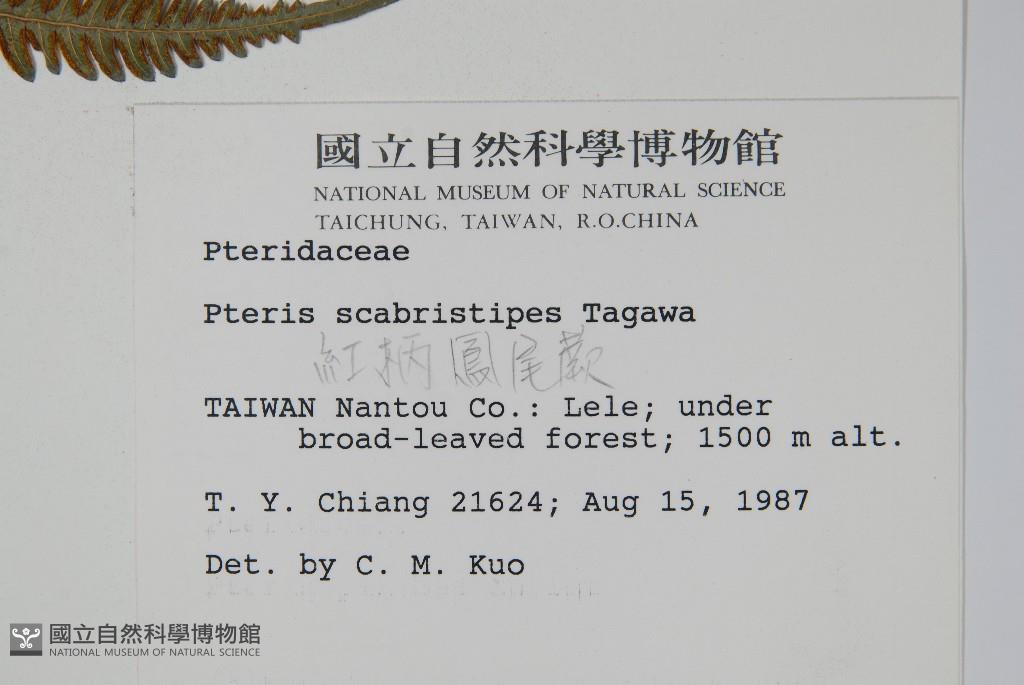 國立自然科學博物館
NATIONAL MUSEUM OF NATURAL SCIENCE
TAICHUNG, TAIWAN, R.O.CHINA
Pteridaceae
Pteris scabristipes Tagawa
紅柄鳳尾蕨
TAIWAN Nantou Co.: Lele; under
broad-leaved forest; 1500 m alt.
T. Y. Chiang 21624; Aug 15, 1987
Det. by C. M. Kuo
國立自然科學博物館
NATIONAL MUSEUM OF NATURAL SCIENCE